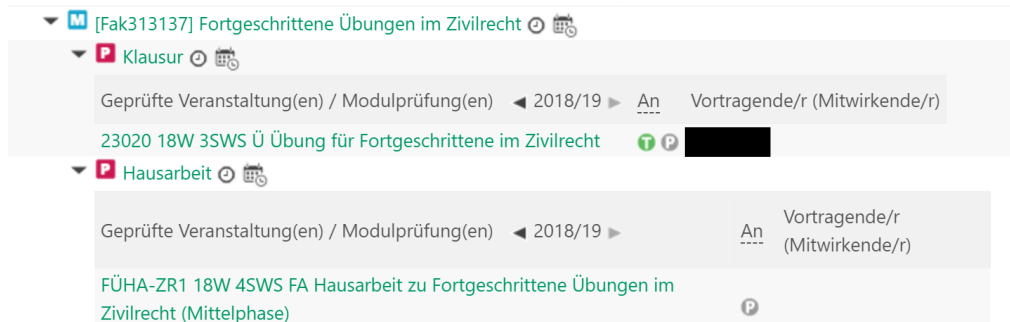 M [Fak313137] Fortgeschrittene Übungen im Zivilrecht
P Klausur
Geprüfte Veranstaltung(en) / Modulprüfung(en) ◄ 2018/19 ► An Vortragende/r (Mitwirkende/r)
23020 18W 3SWS Ü Übung für Fortgeschrittene im Zivilrecht T P
P Hausarbeit
Geprüfte Veranstaltung(en) / Modulprüfung(en) ◄ 2018/19 ► An Vortragende/r
(Mitwirkende/r)
FÜHA-ZR1 18W 4SWS FA Hausarbeit zu Fortgeschrittene Übungen im
Zivilrecht (Mittelphase) P